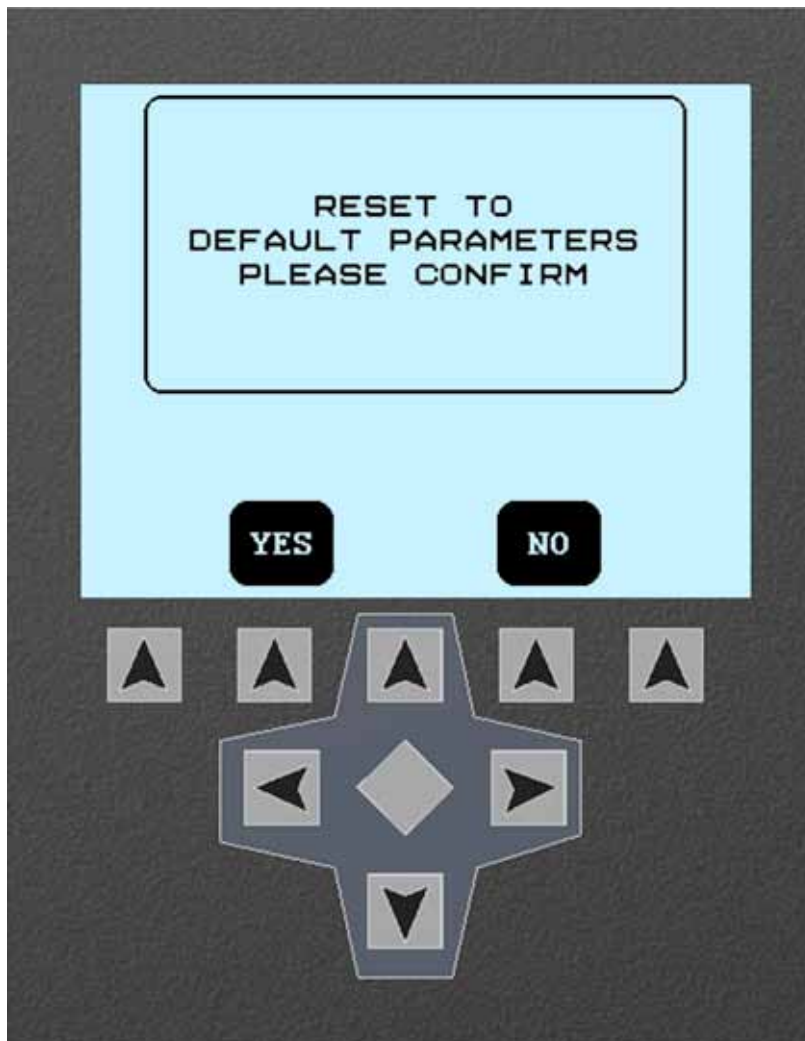 RESET TO
DEFAULT PARAMETERS
PLEASE CONFIRM
YES NO